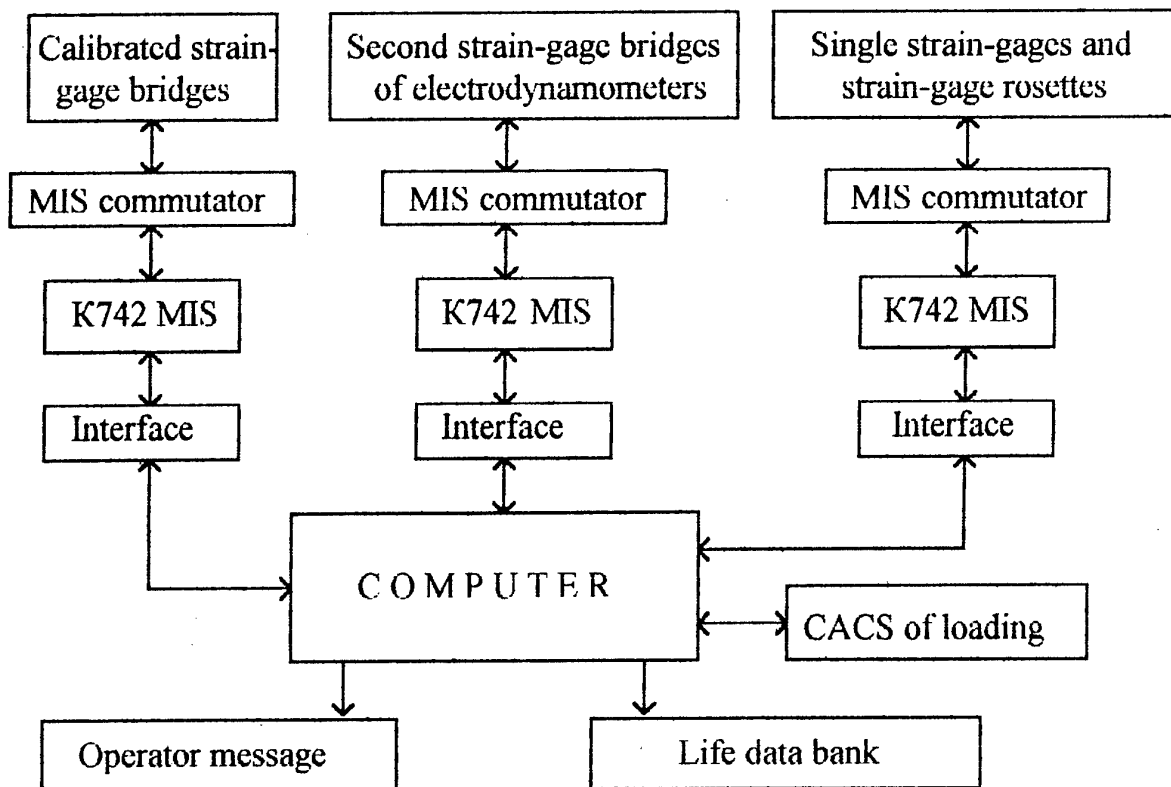 Calibrated strain-
gage bridges
Second strain-gage bridges
of electrodynamometers
Single strain-gages and
strain-gage rosettes
MIS commutator
MIS commutator
MIS commutator
K742 MIS
K742 MIS
K742 MIS
Interface
Interface
Interface
COMPUTER
CACS of loading
Operator message
Life data bank